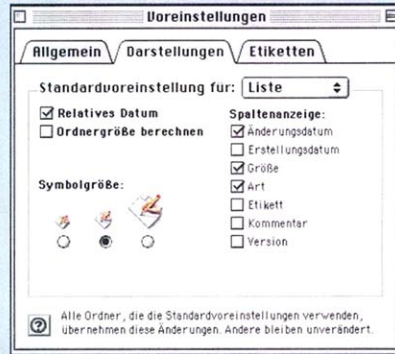 Voreinstellungen
Allgemein Darstellungen Etiketten
Standardvoreinstellung für: Liste
Relatives Datum
Ordnergröße berechnen
Spaltenanzeige:
Änderungsdatum
Erstellungsdatum
Größe
Art
Etikett
Kommentar
Version
Symbolgröße:
Alle Ordner, die die Standardvoreinstellungen verwenden,
übernehmen diese Änderungen. Andere bleiben unverändert.